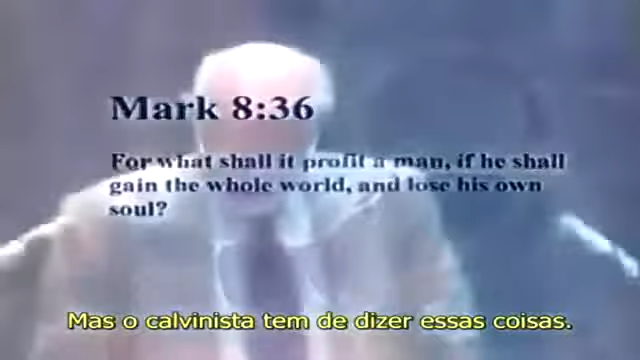 Mark 8:36
For what shall it profit a man, if he shall
gain the whole world, and lose his own
soul?
Mas o calvinista tem de dizer essas coisas.